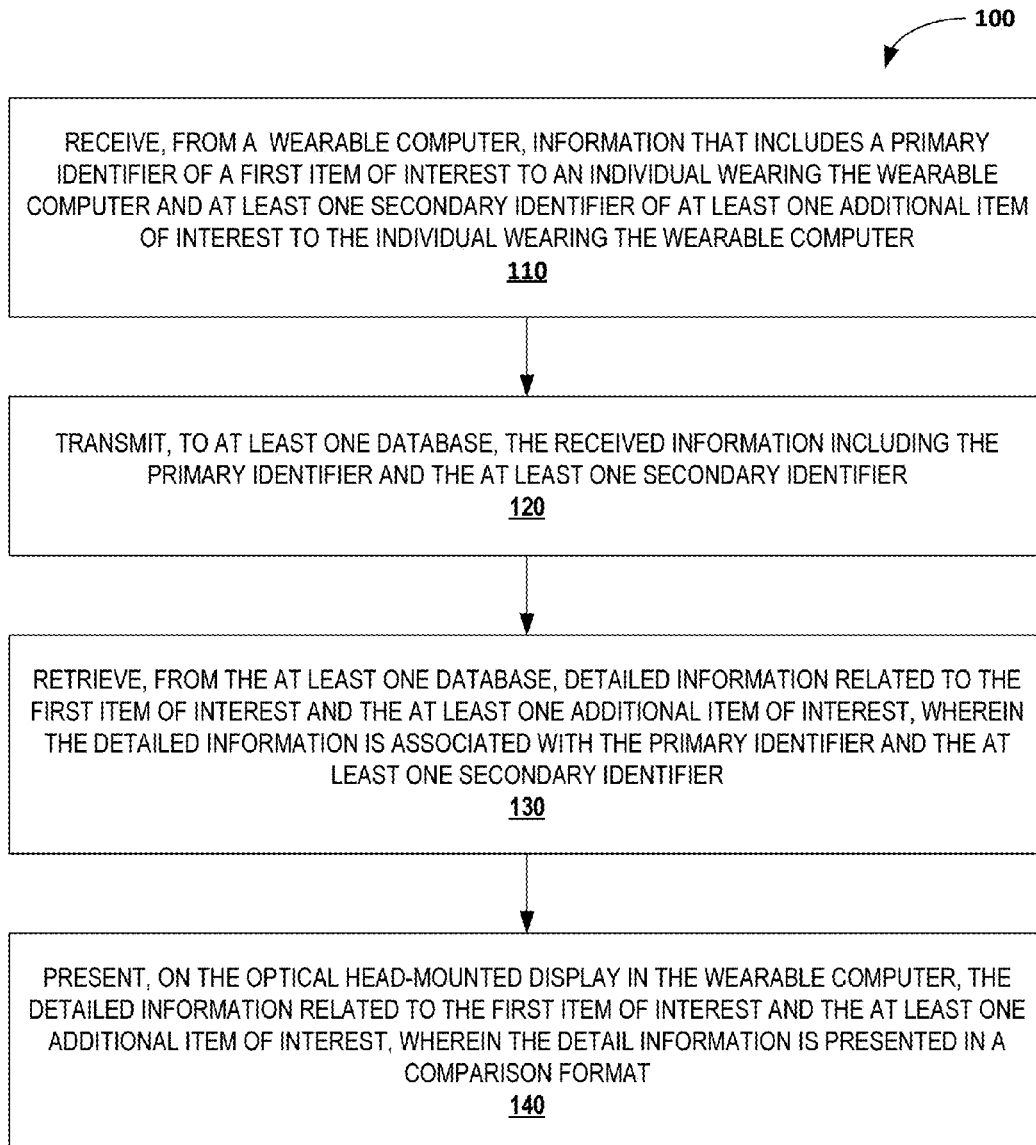 100
RECEIVE, FROM A WEARABLE COMPUTER, INFORMATION THAT INCLUDES A PRIMARY
IDENTIFIER OF A FIRST ITEM OF INTEREST TO AN INDIVIDUAL WEARING THE WEARABLE
COMPUTER AND AT LEAST ONE SECONDARY IDENTIFIER OF AT LEAST ONE ADDITIONAL ITEM
OF INTEREST TO THE INDIVIDUAL WEARING THE WEARABLE COMPUTER
110
TRANSMIT, TO AT LEAST ONE DATABASE, THE RECEIVED INFORMATION INCLUDING THE
PRIMARY IDENTIFIER AND THE AT LEAST ONE SECONDARY IDENTIFIER
120
RETRIEVE, FROM THE AT LEAST ONE DATABASE, DETAILED INFORMATION RELATED TO THE
FIRST ITEM OF INTEREST AND THE AT LEAST ONE ADDITIONAL ITEM OF INTEREST, WHEREIN
THE DETAILED INFORMATION IS ASSOCIATED WITH THE PRIMARY IDENTIFIER AND THE AT
LEAST ONE SECONDARY IDENTIFIER
130
PRESENT, ON THE OPTICAL HEAD-MOUNTED DISPLAY IN THE WEARABLE COMPUTER, THE
DETAILED INFORMATION RELATED TO THE FIRST ITEM OF INTEREST AND THE AT LEAST ONE
ADDITIONAL ITEM OF INTEREST, WHEREIN THE DETAIL INFORMATION IS PRESENTED IN A
COMPARISON FORMAT
140